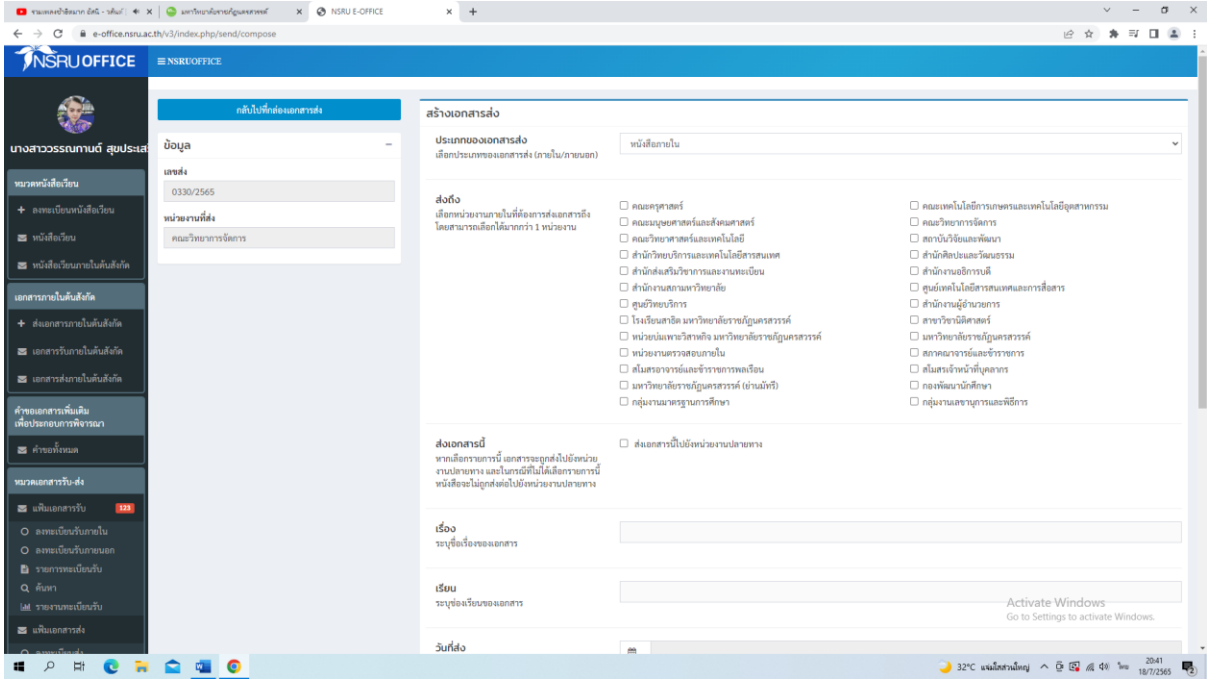 NSRU E-OFFICE
e-office.nsru.ac.th/v3/index.php/send/compose
NSRU OFFICE
NSRUOFFICE
นางสาววรรณกานต์ สุขประเส
หมวดหนังสือเวียน
ลงทะเบียนหนังสือเวียน
หนังสือเวียน
หนังสือเวียนภายในต้นสังกัด
เอกสารภายในต้นสังกัด
ส่งเอกสารภายในต้นสังกัด
เอกสารรับภายในต้นสังกัด
เอกสารส่งภายในต้นสังกัด
คำขอเอกสารเพิ่มเติม
เพื่อประกอบการพิจารณา
คำขอทั้งหมด
หมวดเอกสารรับ-ส่ง
แฟ้มเอกสารรับ 123
ลงทะเบียนรับภายใน
ลงทะเบียนรับภายนอก
รายการทะเบียนรับ
ค้นหา
รายงานทะเบียนรับ
แฟ้มเอกสารส่ง
กลับไปที่กล่องเอกสารส่ง
ข้อมูล
เลขส่ง
0330/2565
หน่วยงานที่ส่ง
คณะวิทยาการจัดการ
สร้างเอกสารส่ง
ประเภทของเอกสารส่ง
เลือกประเภทของเอกสารส่ง (ภายใน/ภายนอก)
หนังสือภายใน
ส่งถึง
เลือกหน่วยงานภายในที่ต้องการส่งเอกสารถึง
โดยสามารถเลือกได้มากกว่า 1 หน่วยงาน
คณะครุศาสตร์
คณะมนุษยศาสตร์และสังคมศาสตร์
คณะวิทยาศาสตร์และเทคโนโลยี
สำนักวิทยบริการและเทคโนโลยีสารสนเทศ
สำนักส่งเสริมวิชาการและงานทะเบียน
สำนักงานสภามหาวิทยาลัย
ศูนย์วิทยบริการ
โรงเรียนสาธิต มหาวิทยาลัยราชภัฏนครสวรรค์
หน่วยบ่มเพาะวิสาหกิจ มหาวิทยาลัยราชภัฏนครสวรรค์
หน่วยงานตรวจสอบภายใน
สโมสรอาจารย์และข้าราชการพลเรือน
มหาวิทยาลัยราชภัฏนครสวรรค์ (ย่านมัทรี)
กลุ่มงานมาตรฐานการศึกษา
คณะเทคโนโลยีการเกษตรและเทคโนโลยีอุตสาหกรรม
คณะวิทยาการจัดการ
สถาบันวิจัยและพัฒนา
สำนักศิลปะและวัฒนธรรม
สำนักงานอธิการบดี
ศูนย์เทคโนโลยีสารสนเทศและการสื่อสาร
สำนักงานผู้อำนวยการ
สาขาวิชานิติศาสตร์
มหาวิทยาลัยราชภัฏนครสวรรค์
สภาคณาจารย์และข้าราชการ
สโมสรเจ้าหน้าที่บุคลากร
กองพัฒนานักศึกษา
กลุ่มงานเลขานุการและพิธีการ
ส่งเอกสารนี้
หากเลือกรายการนี้ เอกสารจะถูกส่งไปยังหน่วย
งานปลายทาง และในกรณีที่ไม่ได้เลือกรายการนี้
หนังสือจะไม่ถูกส่งต่อไปยังหน่วยงานปลายทาง
ส่งเอกสารนี้ไปยังหน่วยงานปลายทาง
เรื่อง
ระบุชื่อเรื่องของเอกสาร
เรียน
ระบุช่องเรียนของเอกสาร
วันที่ส่ง
Activate Windows
Go to Settings to activate Windows.
32°C แจ่มใสส่วนใหญ่
ไทย
20:41
18/7/2565